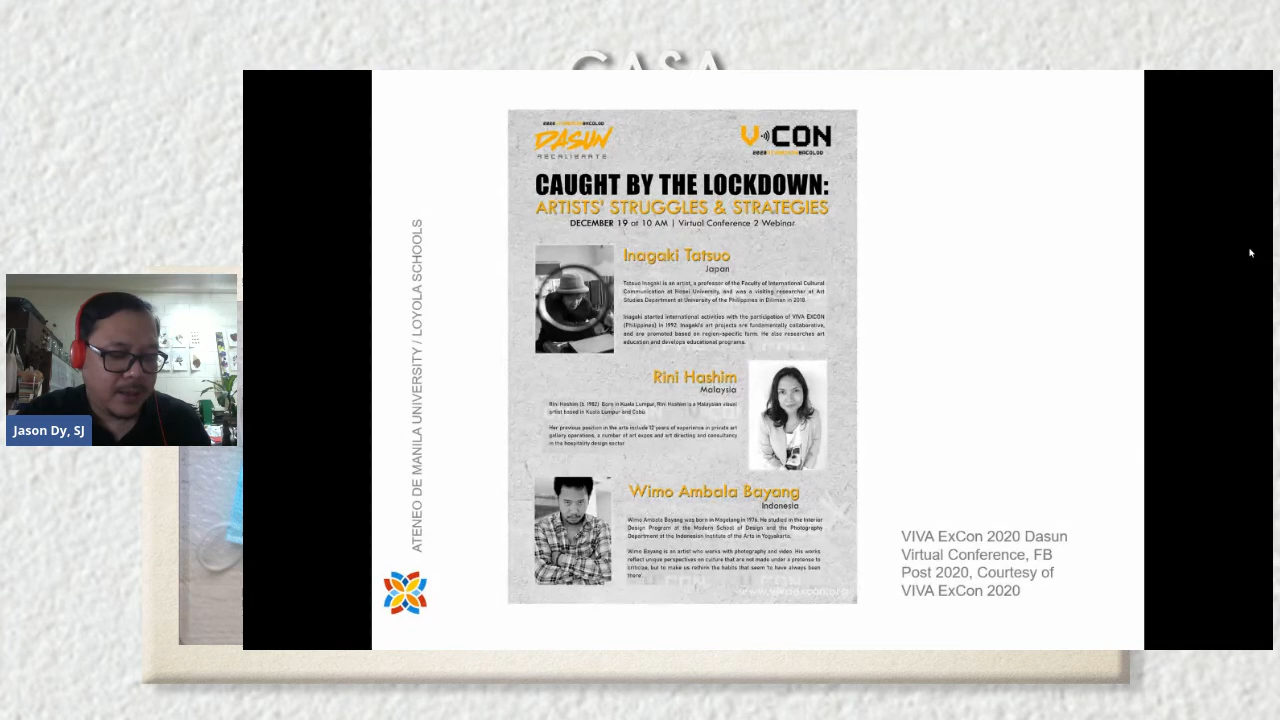 CASA
ATENEO DE MANILA UNIVERSITY / LOYOLA SCHOOLS
Jason Dy, SJ
DASUN
RECALIBRATE
V CON
CAUGHT BY THE LOCKDOWN:
ARTISTS' STRUGGLES & STRATEGIES
DECEMBER 19 at 10 AM | Virtual Conference 2 Webinar
Inagaki Tatsuo
Japan
Tatsuo Inagaki is an artist, a professor of the Faculty of International Cultural
Communication at Hosei University, and was a visiting researcher at Art
Studies Department at University of the Philippines in Diliman in 2018.
Inagaki started international activities with the participation of VIVA EXCON
(Philippines) in 1992. Inagaki's art projects are fundamentally collaborative,
and are promoted based on region-specific form. He also researches art
education and develops educational programs.
Rini Hashim
Malaysia
Rini Hashim (b. 1982) Born in Kuala Lumpur, Rini Hashim is a Malaysian visual
artist based in Kuala Lumpur and Cebu.
Her previous position in the arts include 12 years of experience in private art
gallery operations, a number of art expos and art directing and consultancy
in the hospitality design sector.
Wimo Ambala Bayang
Indonesia
Wimo Ambala Bayang was born in Magelang in 1976. He studied in the Interior
Design Program at the Modern School of Design and the Photography
Department at the Indonesian Institute of the Arts in Yogyakarta.
Wimo Bayang is an artist who works with photography and video. His works
reflect unique perspectives on culture that are not made under a pretense to
criticize, but to make us rethink the habits that seem 'to have always been
there'.
www.vivaexcon.org
VIVA ExCon 2020 Dasun
Virtual Conference, FB
Post 2020, Courtesy of
VIVA ExCon 2020